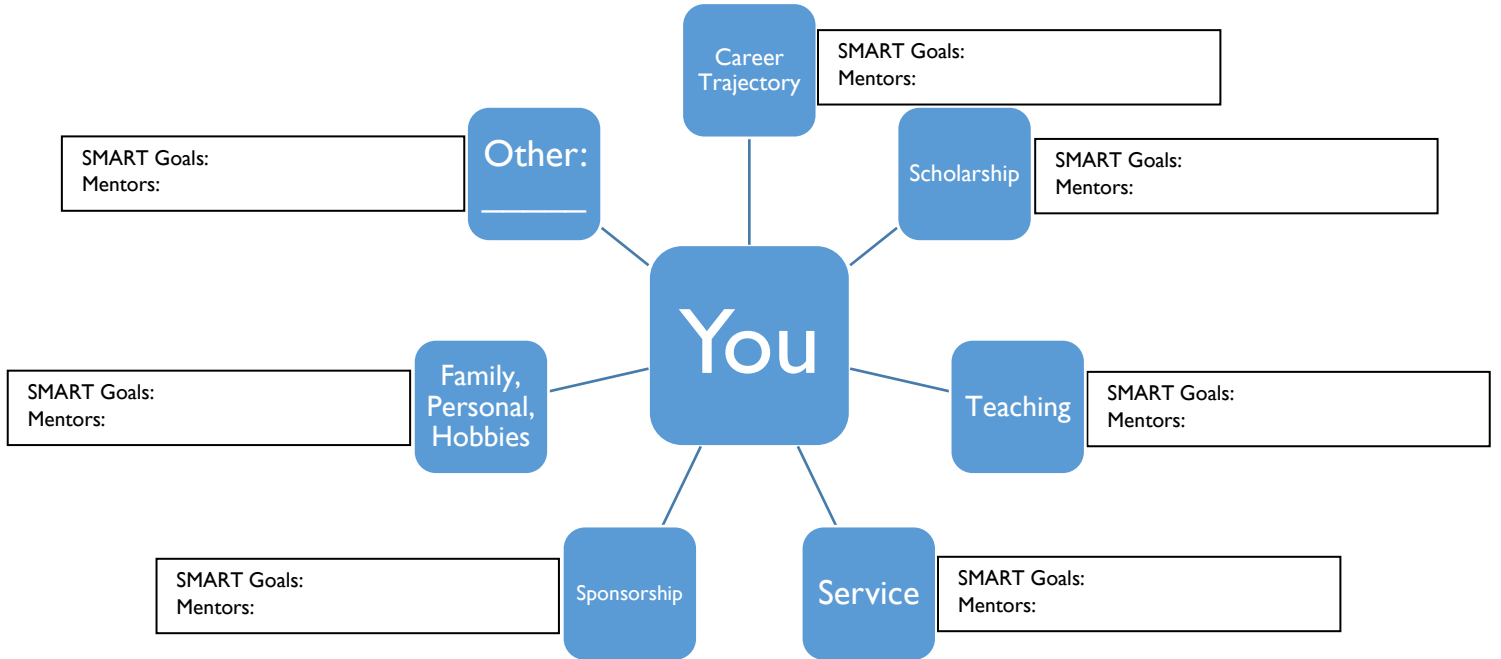 Career
Trajectory
SMART Goals:
Mentors:
Other:
_______
SMART Goals:
Mentors:
Scholarship
SMART Goals:
Mentors:
You
Family,
Personal,
Hobbies
SMART Goals:
Mentors:
Teaching
SMART Goals:
Mentors:
Sponsorship
SMART Goals:
Mentors:
Service
SMART Goals:
Mentors: